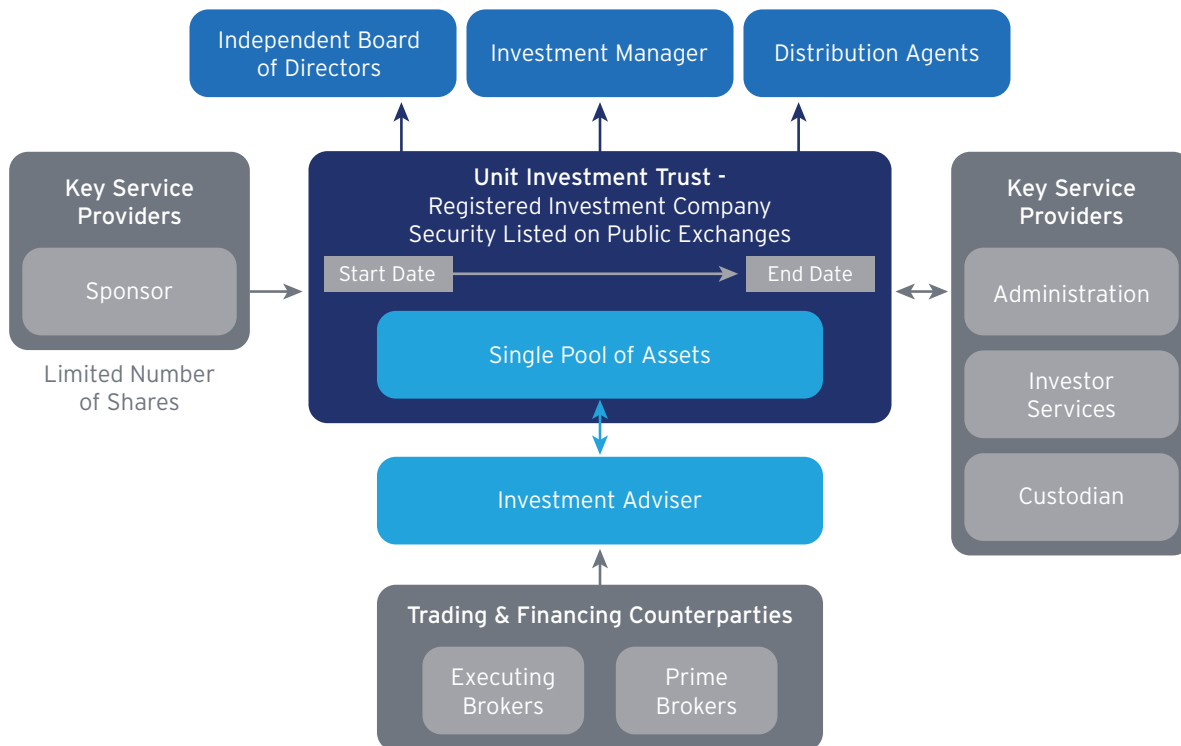 Independent Board
of Directors
Investment Manager
Distribution Agents
Key Service
Providers
Sponsor
Limited Number
of Shares
Unit Investment Trust -
Registered Investment Company
Security Listed on Public Exchanges
Start Date
End Date
Single Pool of Assets
Key Service
Providers
Administration
Investor
Services
Custodian
Investment Adviser
Trading & Financing Counterparties
Executing
Brokers
Prime
Brokers